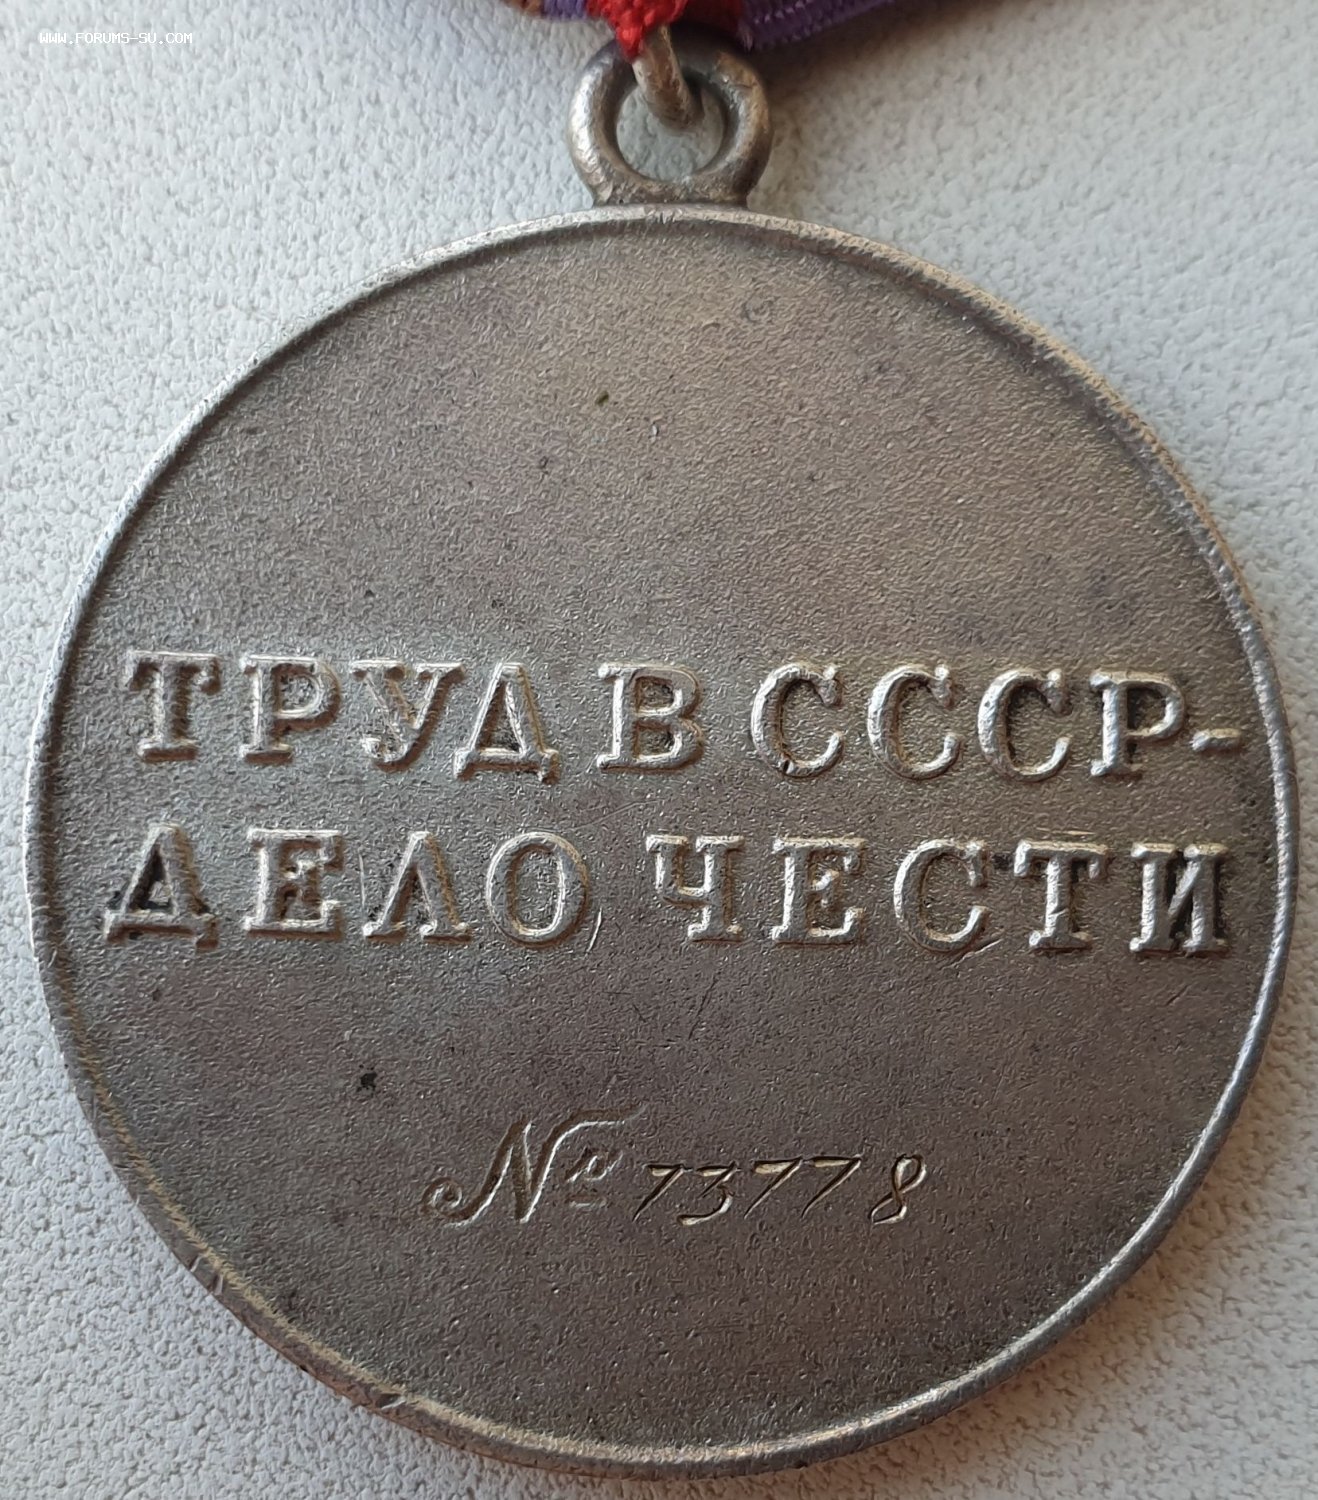 WWW.FORUMS-SU.COM
ТРУД В СССР-
ДЕЛО ЧЕСТИ
№ 73778